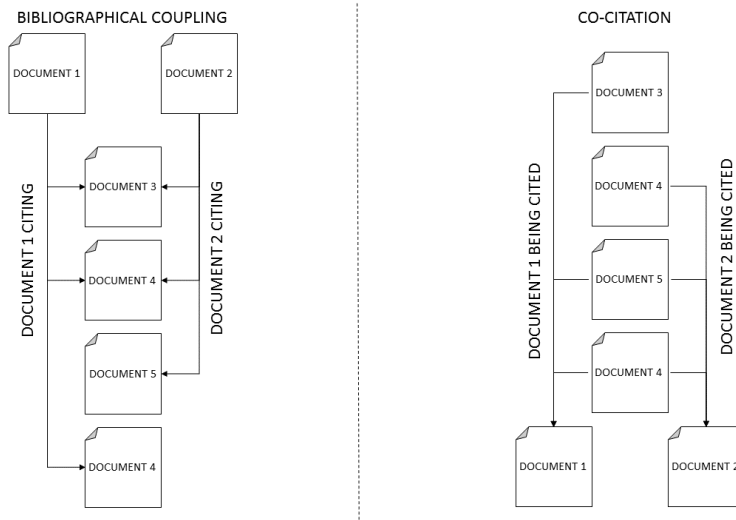 BIBLIOGRAPHICAL COUPLING
DOCUMENT 1
DOCUMENT 2
DOCUMENT 3
DOCUMENT 4
DOCUMENT 5
DOCUMENT 4
DOCUMENT 1 CITING
DOCUMENT 2 CITING
CO-CITATION
DOCUMENT 3
DOCUMENT 4
DOCUMENT 5
DOCUMENT 4
DOCUMENT 1 BEING CITED
DOCUMENT 2 BEING CITED
DOCUMENT 1
DOCUMENT 2